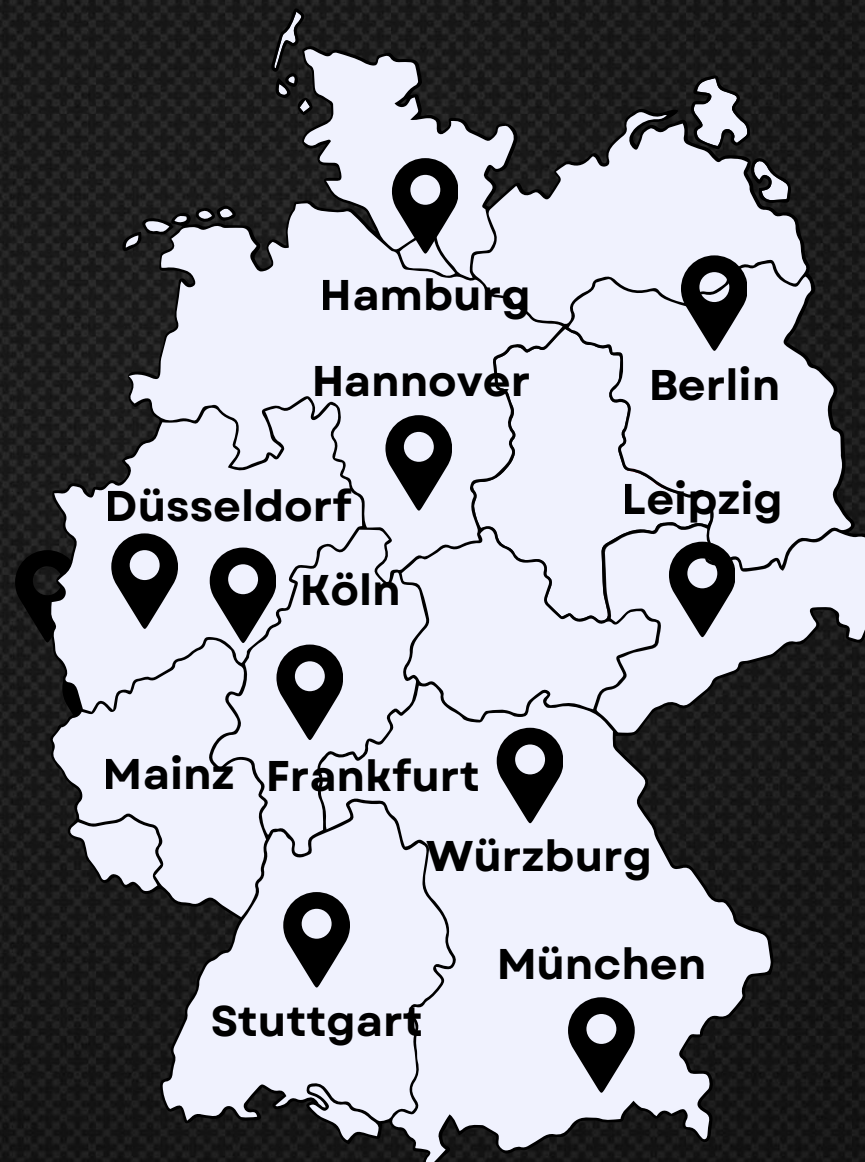 Hamburg
Hannover
Berlin
Düsseldorf
Leipzig
Köln
Mainz
Frankfurt
Würzburg
München
Stuttgart